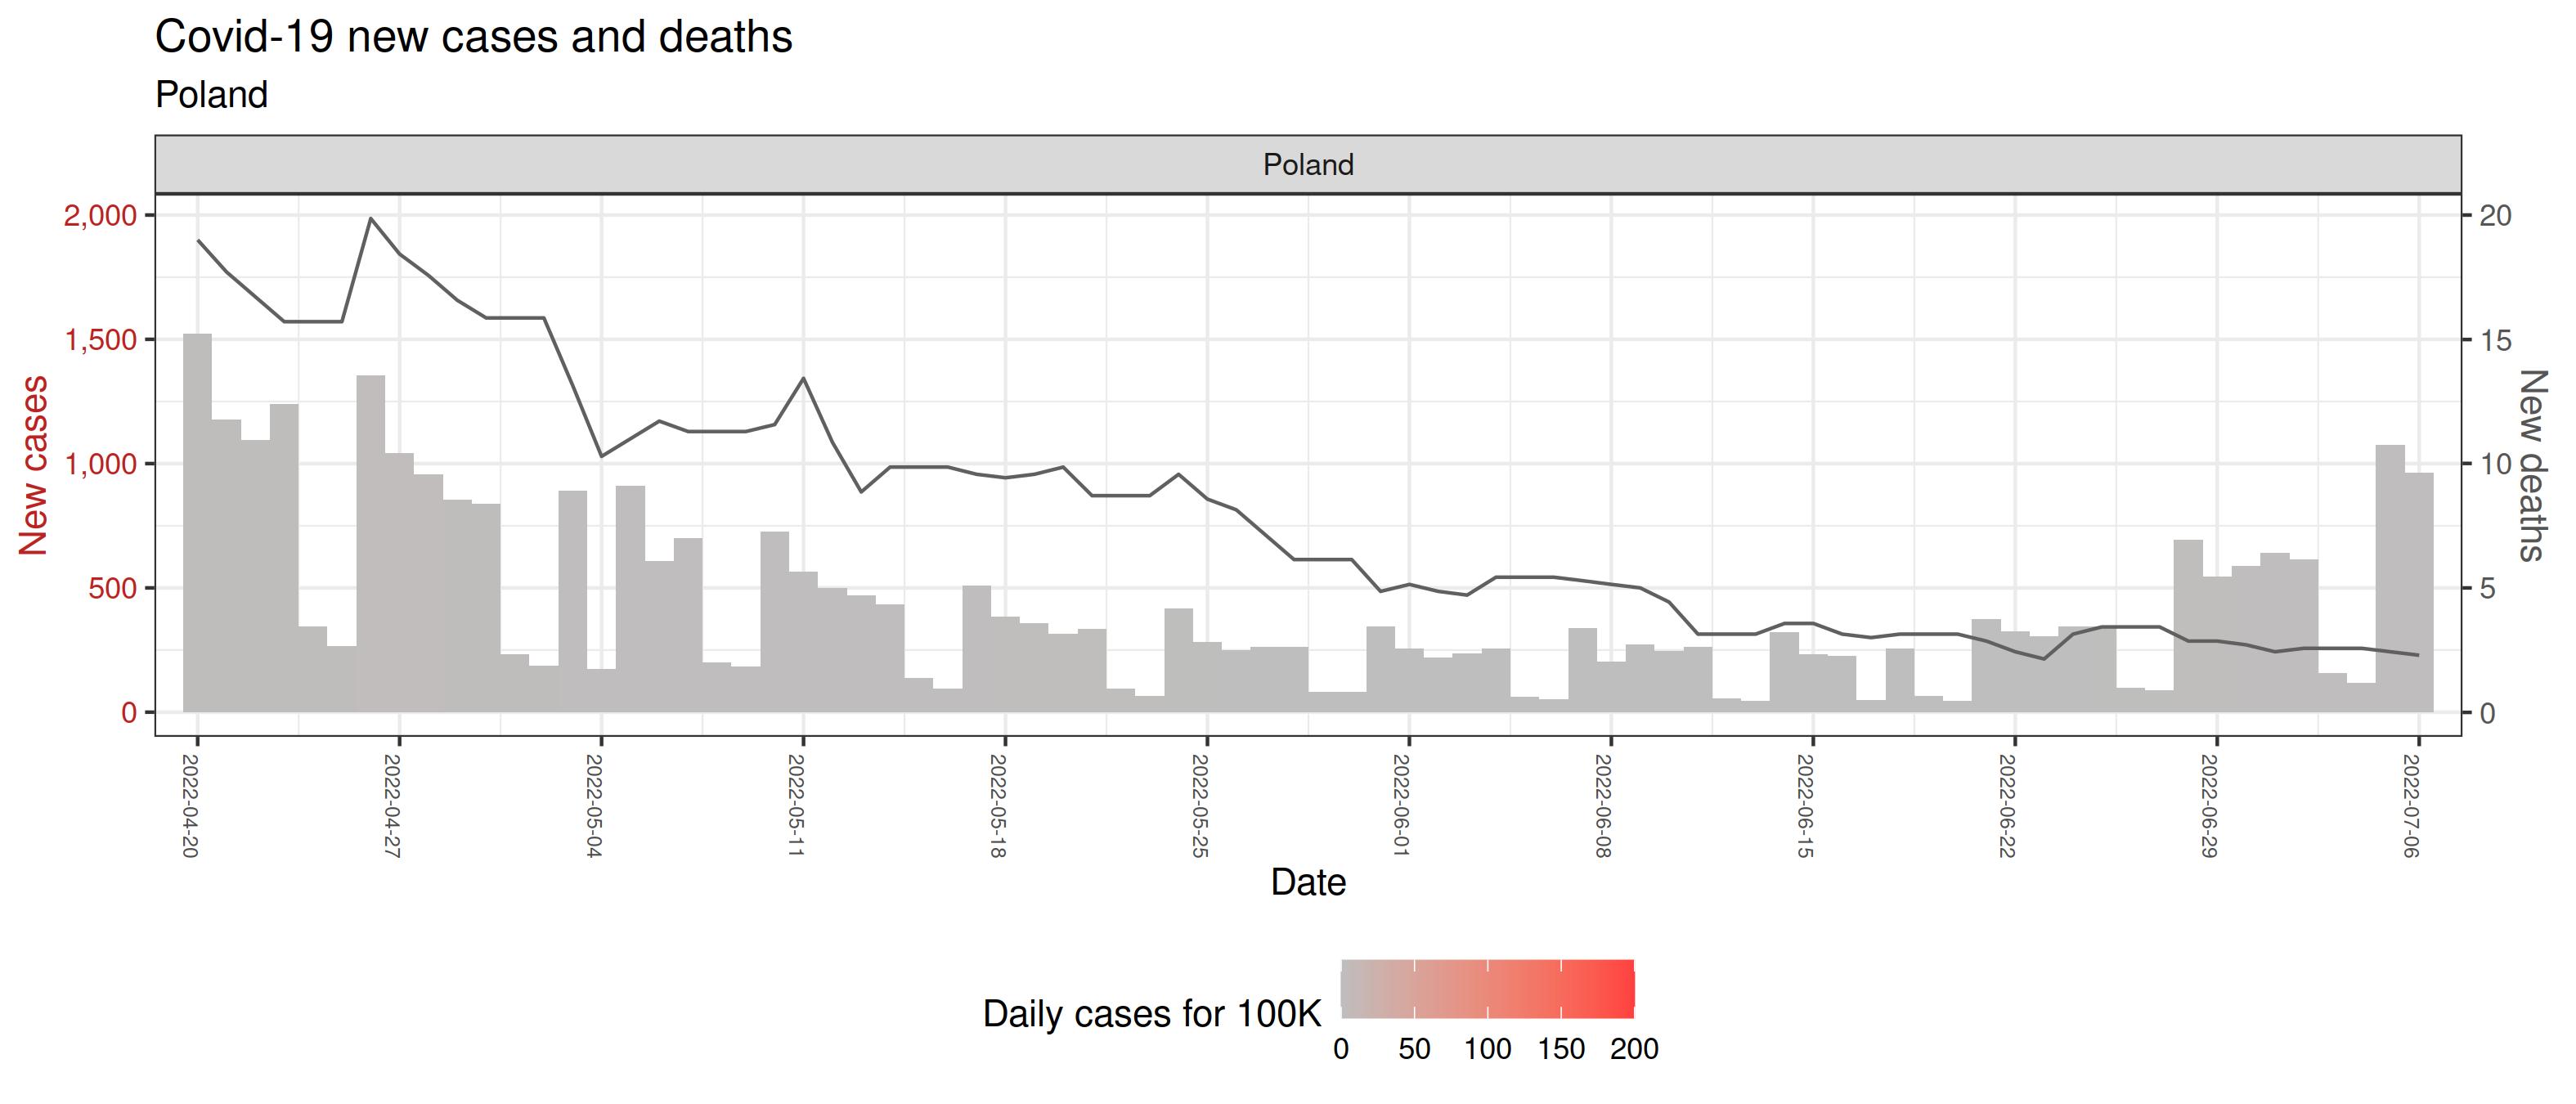 Covid-19 new cases and deaths
Poland
Poland
New cases
2,000
1,500
1,000
500
0
20
15
10
5
0
New deaths
2022-04-20
2022-04-27
2022-05-04
2022-05-11
2022-05-18
2022-05-25
2022-06-01
2022-06-08
2022-06-15
2022-06-22
2022-06-29
2022-07-06
Date
Daily cases for 100K
0 50 100 150 200